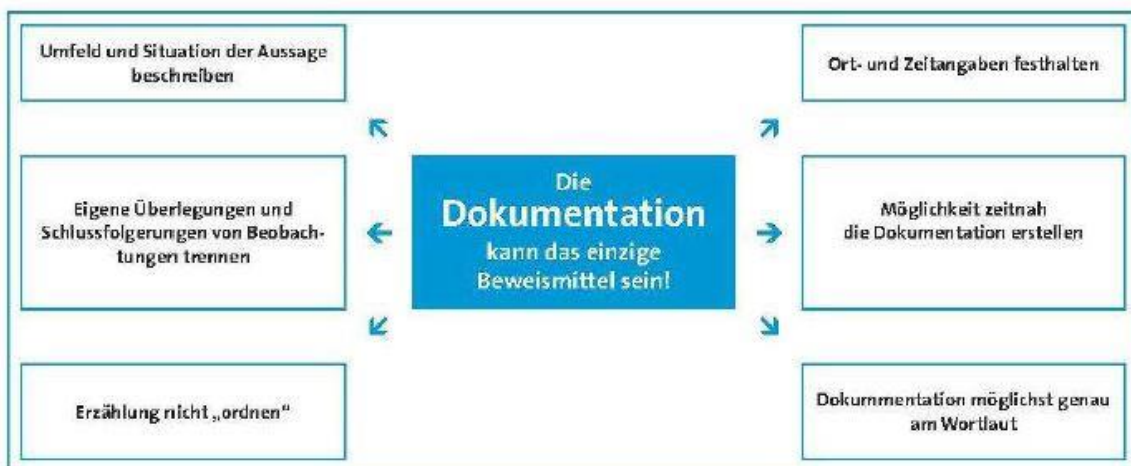 Umfeld und Situation der Aussage
beschreiben
Ort- und Zeitangaben festhalten
Eigene Überlegungen und
Schlussfolgerungen von Beobach-
tungen trennen
Die
Dokumentation
kann das einzige
Beweismittel sein!
Möglichkeit zeitnah
die Dokumentation erstellen
Erzählung nicht „ordnen“
Dokummentation möglichst genau
am Wortlaut